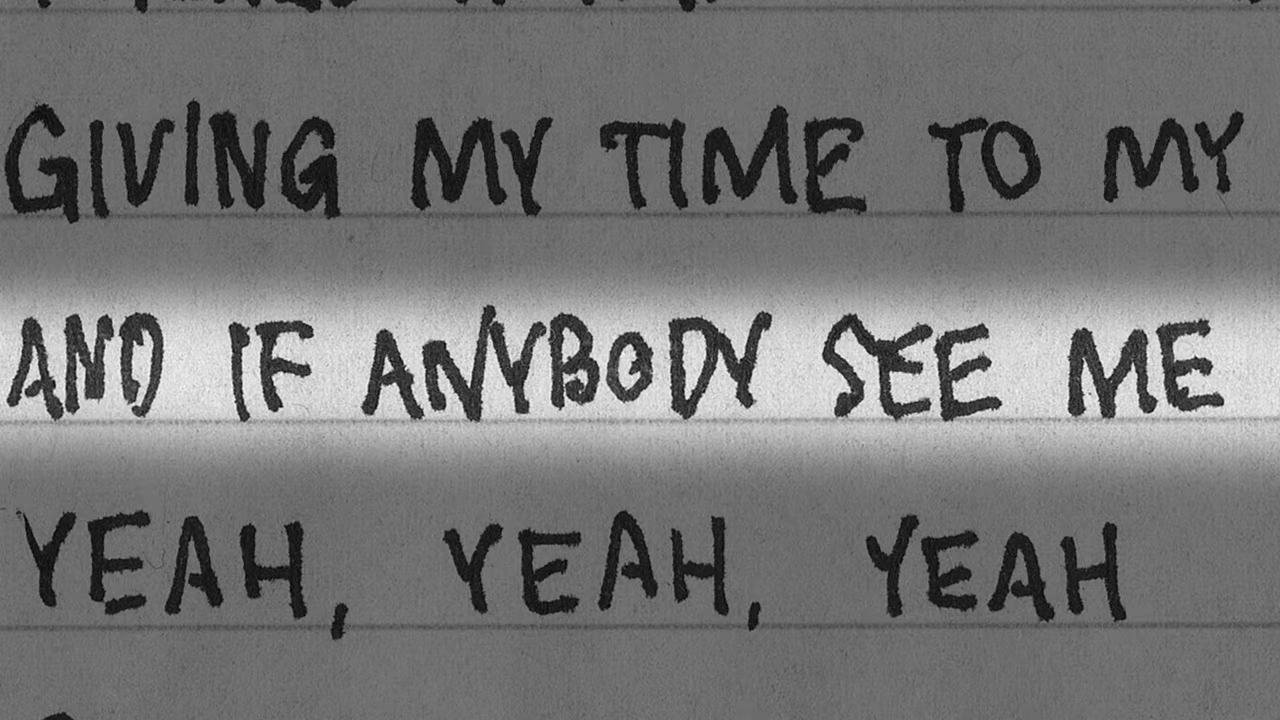 GIVING MY TIME TO MY
AND IF ANYBODY SEE ME
YEAH, YEAH, YEAH